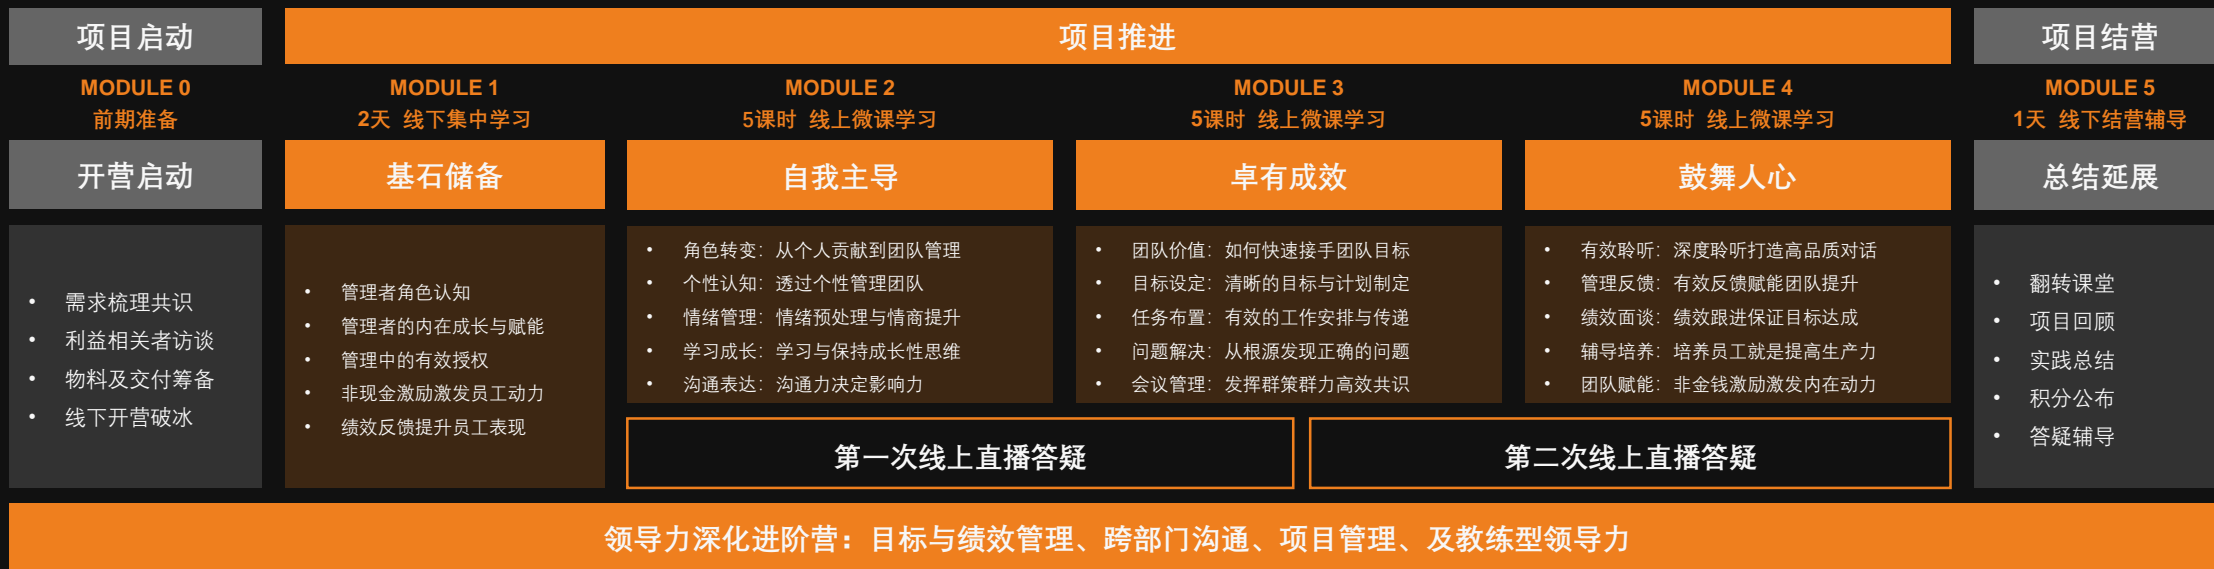 项目启动
项目推进
项目结营
MODULE 0
前期准备
MODULE 1
2天 线下集中学习
MODULE 2
5课时 线上微课学习
MODULE 3
5课时 线上微课学习
MODULE 4
5课时 线上微课学习
MODULE 5
1天 线下结营辅导
开营启动
基石储备
自我主导
卓有成效
鼓舞人心
总结延展
• 需求梳理共识
• 利益相关者访谈
• 物料及交付筹备
• 线下开营破冰
• 管理者角色认知
• 管理者的内在成长与赋能
• 管理中的有效授权
• 非现金激励激发员工动力
• 绩效反馈提升员工表现
• 角色转变：从个人贡献到团队管理
• 个性认知：透过个性管理团队
• 情绪管理：情绪预处理与情商提升
• 学习成长：学习与保持成长性思维
• 沟通表达：沟通力决定影响力
• 团队价值：如何快速接手团队目标
• 目标设定：清晰的目标与计划制定
• 任务布置：有效的工作安排与传递
• 问题解决：从根源发现正确的问题
• 会议管理：发挥群策群力高效共识
• 有效聆听：深度聆听打造高品质对话
• 管理反馈：有效反馈赋能团队提升
• 绩效面谈：绩效跟进保证目标达成
• 辅导培养：培养员工就是提高生产力
• 团队赋能：非金钱激励激发内在动力
• 翻转课堂
• 项目回顾
• 实践总结
• 积分公布
• 答疑辅导
第一次线上直播答疑
第二次线上直播答疑
领导力深化进阶营：目标与绩效管理、跨部门沟通、项目管理、及教练型领导力